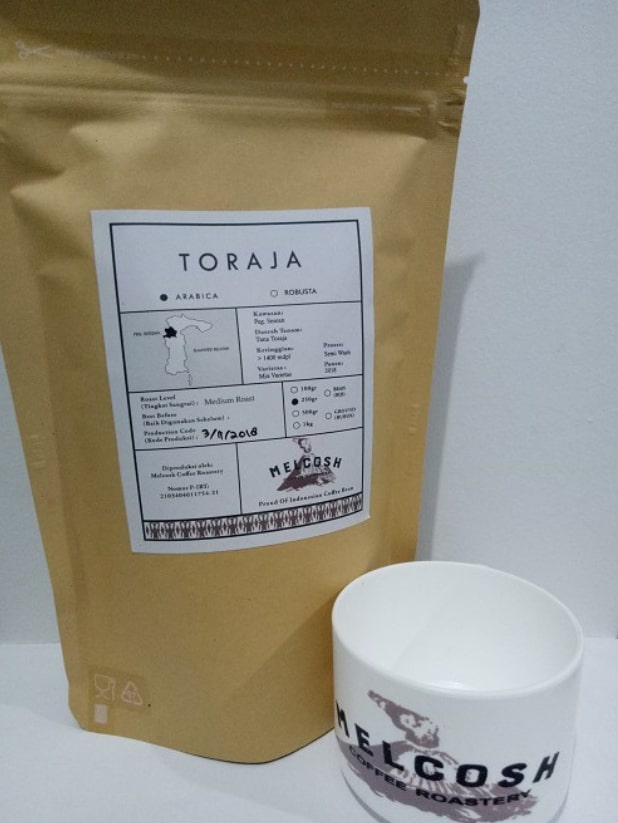 TORAJA
ARABICA
ROBUSTA
Kawasan:
Peg. Sesean
Daerah Tanam:
Tana Toraja
Ketinggian:
> 1400 mdpl
Varietas:
Mix Varietas
Proses:
Semi Wash
Panen:
2018
Roast Level
(Tingkat Sangrai) : Medium Roast
Best Before
(Baik Digunakan Sebelum) :
Production Code
(Kode Produksi) :
100gr
250gr
500gr
1kg
BEAN
(BIJI)
GROUND
(BUBUK)
Diproduksi oleh:
Melcosh Coffee Roastery
Nomor P-IRT:
MELCOSH
Proud Of Indonesian Coffee Bean
MELCOSH
COFFEE ROASTERY